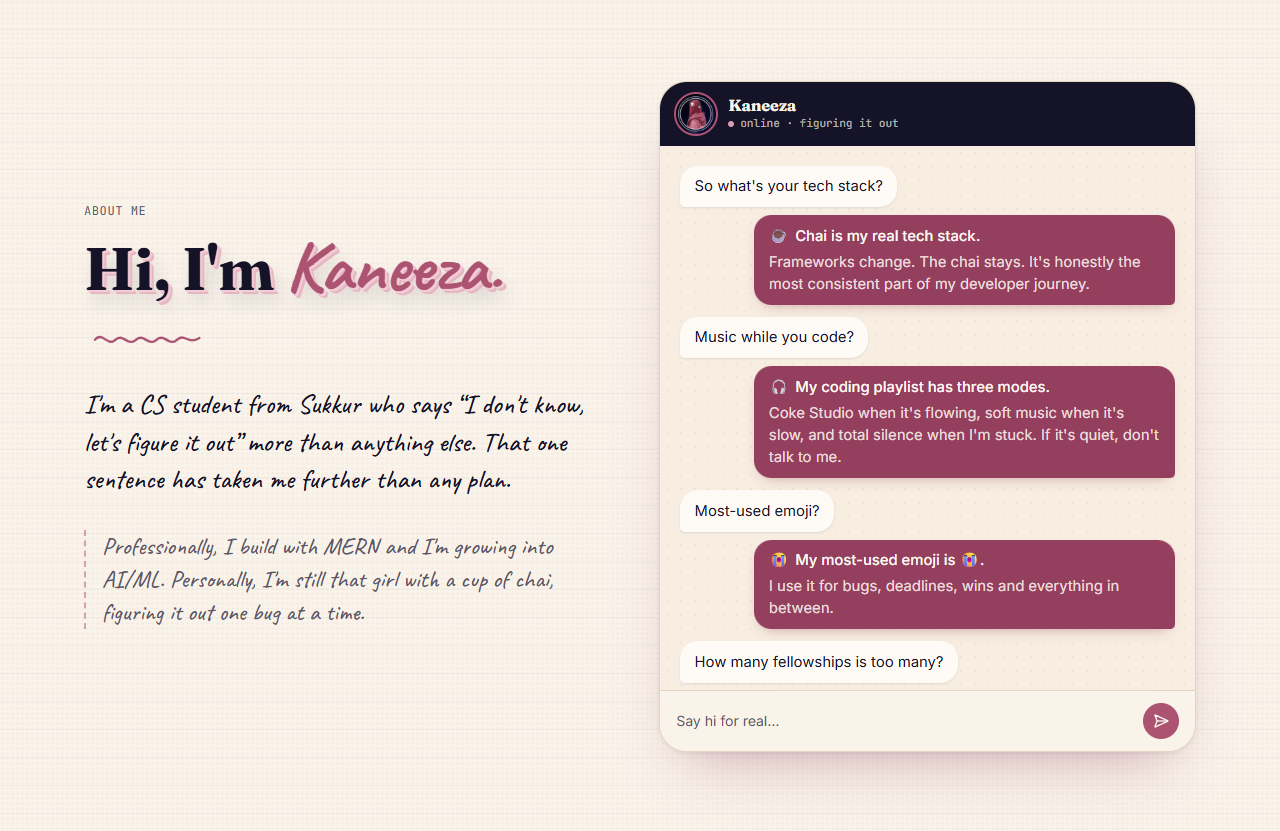 ABOUT ME
Hi, I'm Kaneeza.
I'm a CS student from Sukkur who says “I don't know,
let's figure it out” more than anything else. That one
sentence has taken me further than any plan.
Professionally, I build with MERN and I'm growing into
AI/ML. Personally, I'm still that girl with a cup of chai,
figuring it out one bug at a time.
Kaneeza
online · figuring it out
So what's your tech stack?
Chai is my real tech stack.
Frameworks change. The chai stays. It's honestly the
most consistent part of my developer journey.
Music while you code?
🎧 My coding playlist has three modes.
Coke Studio when it's flowing, soft music when it's
slow, and total silence when I'm stuck. If it's quiet, don't
talk to me.
Most-used emoji?
😭 My most-used emoji is 😭.
I use it for bugs, deadlines, wins and everything in
between.
How many fellowships is too many?
Say hi for real...